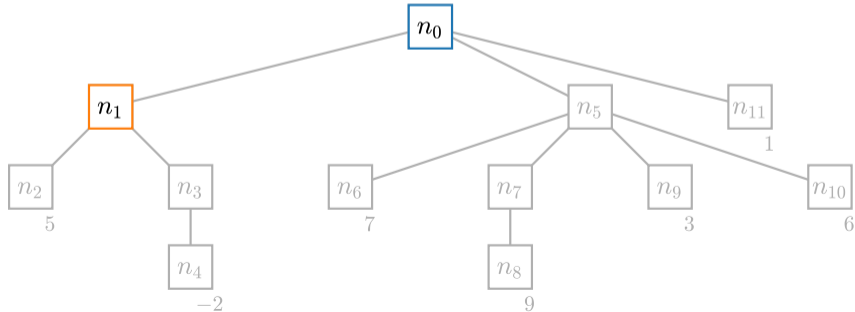 n₀
n₁ n₅ n₁₁
1
n₂ n₃ n₆ n₇ n₉ n₁₀
5 7 3 6
n₄ n₈
−2 9